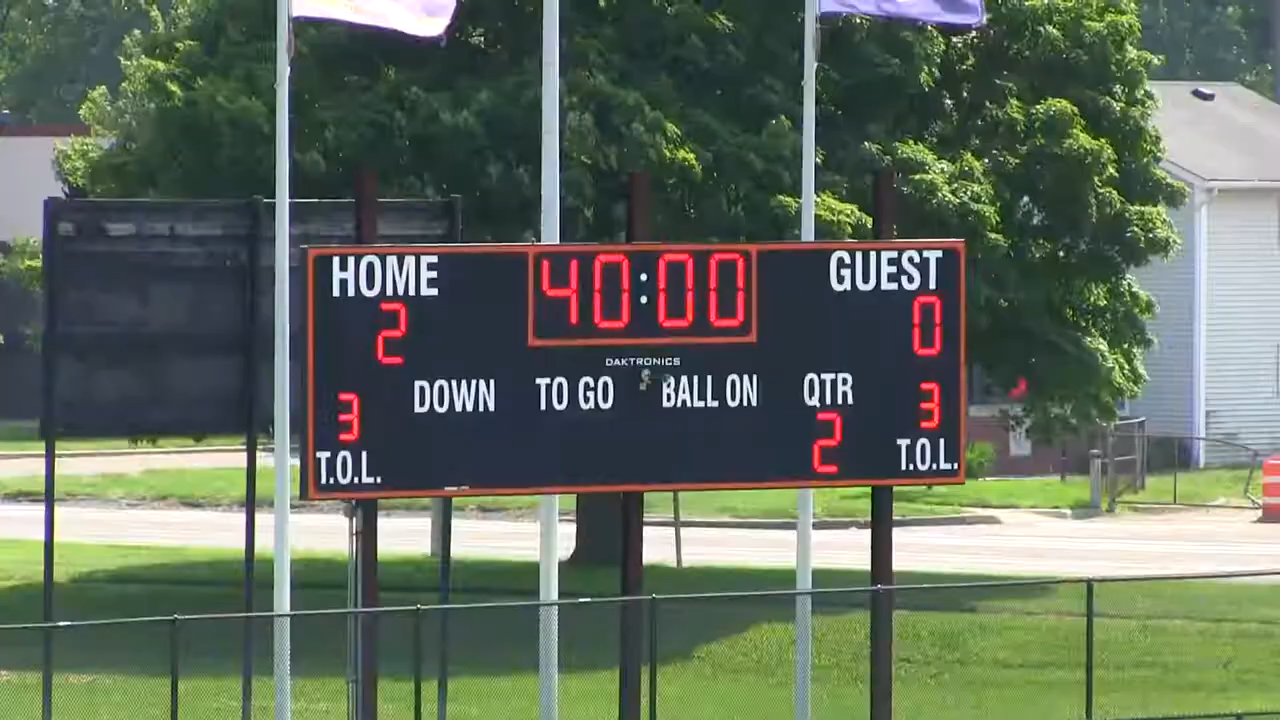 HOME 40:00 GUEST
2 0
DAKTRONICS
DOWN TO GO BALL ON QTR
3 2 3
T.O.L. T.O.L.